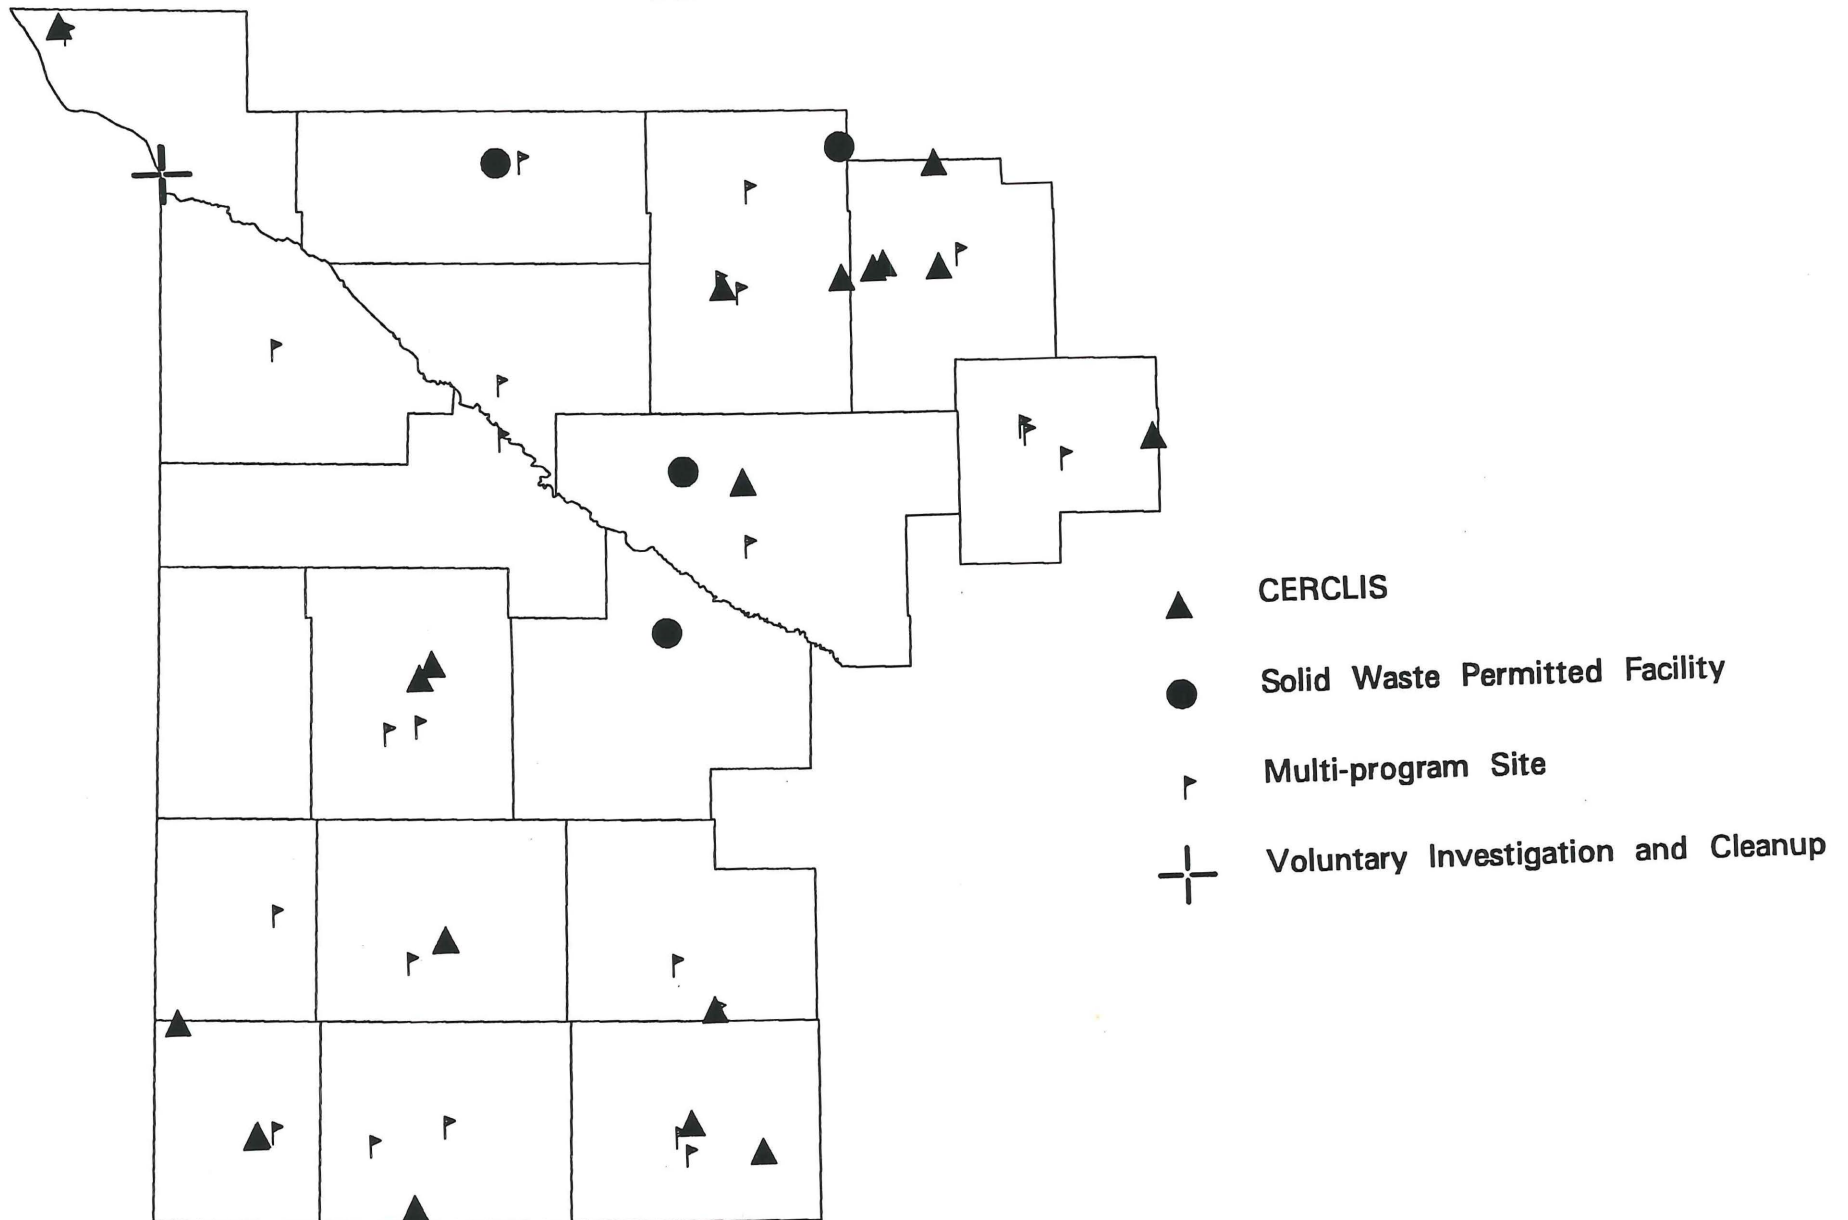 CERCLIS
Solid Waste Permitted Facility
Multi-program Site
Voluntary Investigation and Cleanup